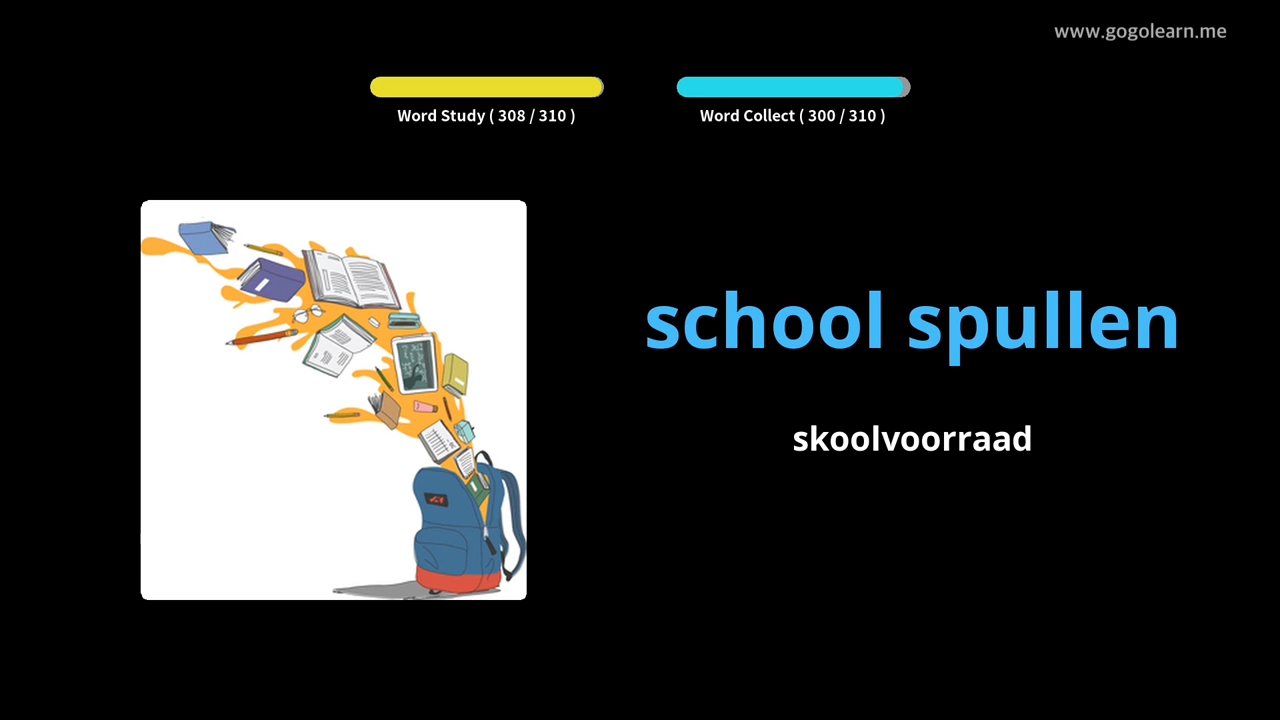 www.gogolearn.me
Word Study ( 308 / 310 )
Word Collect ( 300 / 310 )
school spullen
skoolvoorraad